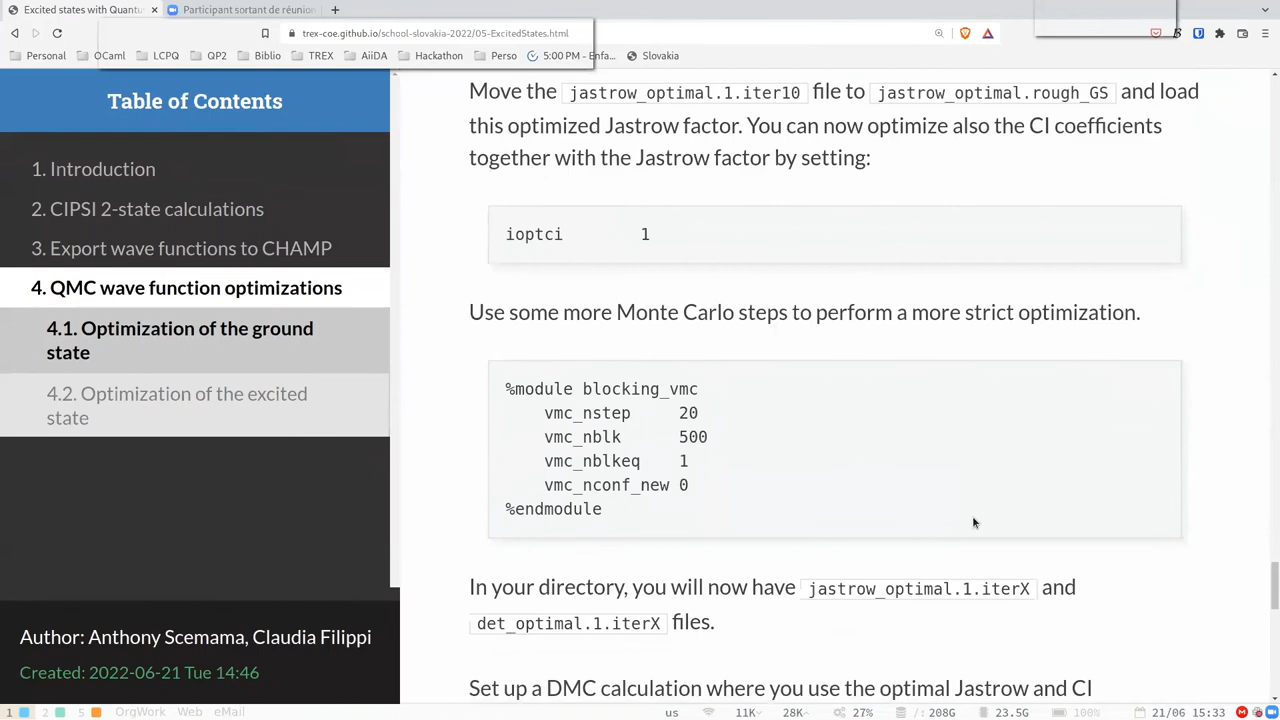 Excited states with Quantu
Participant sortant de réunion
trex-coe.github.io/school-slovakia-2022/05-ExcitedStates.html
Personal
OCaml
LCPQ
QP2
Biblio
TREX
AiiDA
Hackathon
Perso
5:00 PM - Enfa...
Slovakia
Table of Contents
1. Introduction
2. CIPSI 2-state calculations
3. Export wave functions to CHAMP
4. QMC wave function optimizations
4.1. Optimization of the ground
state
4.2. Optimization of the excited
state
Author: Anthony Scemama, Claudia Filippi
Created: 2022-06-21 Tue 14:46
Move the jastrow_optimal.1.iter10 file to jastrow_optimal.rough_GS and load
this optimized Jastrow factor. You can now optimize also the CI coefficients
together with the Jastrow factor by setting:
ioptci 1
Use some more Monte Carlo steps to perform a more strict optimization.
%module blocking_vmc
vmc_nstep 20
vmc_nblk 500
vmc_nblkeq 1
vmc_nconf_new 0
%endmodule
In your directory, you will now have jastrow_optimal.1.iterX and
det_optimal.1.iterX files.
Set up a DMC calculation where you use the optimal Jastrow and CI
1 2 5 OrgWork Web eMail us 11K 28K 27% /: 208G 23.5G 100% 21/06 15:33